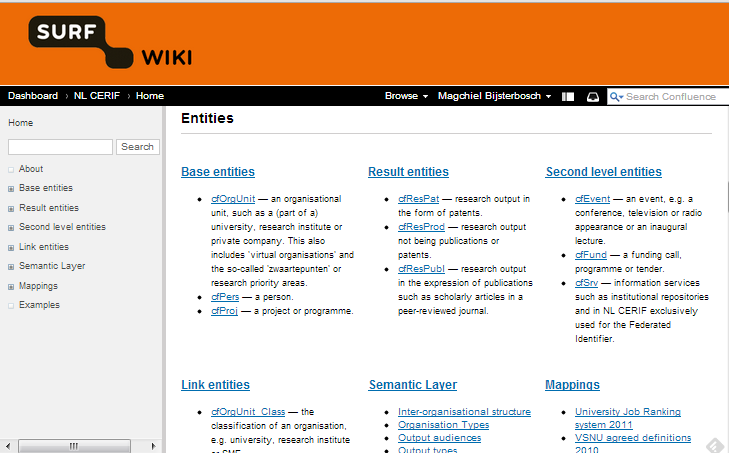 SURF
WIKI
Dashboard › NL CERIF › Home
Browse
Magchiel Bijsterbosch
Search Confluence
Home
Search
About
Base entities
Result entities
Second level entities
Link entities
Semantic Layer
Mappings
Examples
Entities
Base entities
• cfOrgUnit — an organisational
unit, such as a (part of a)
university, research institute or
private company. This also
includes 'virtual organisations' and
the so-called 'zwaartepunten' or
research priority areas.
• cfPers — a person.
• cfProj — a project or programme.
Result entities
• cfResPat — research output in
the form of patents.
• cfResProd — research output
not being publications or
patents.
• cfResPubl — research output
in the expression of publications
such as scholarly articles in a
peer-reviewed journal.
Second level entities
• cfEvent — an event, e.g. a
conference, television or radio
appearance or an inaugural
lecture.
• cfFund — a funding call,
programme or tender.
• cfSrv — information services
such as institutional repositories
and in NL CERIF exclusively
used for the Federated
Identifier.
Link entities
• cfOrgUnit_Class — the
classification of an organisation,
e.g. university, research institute
or SME
Semantic Layer
• Inter-organisational structure
• Organisation Types
• Output audiences
• Output types
Mappings
• University Job Ranking
system 2011
• VSNU agreed definitions
2010